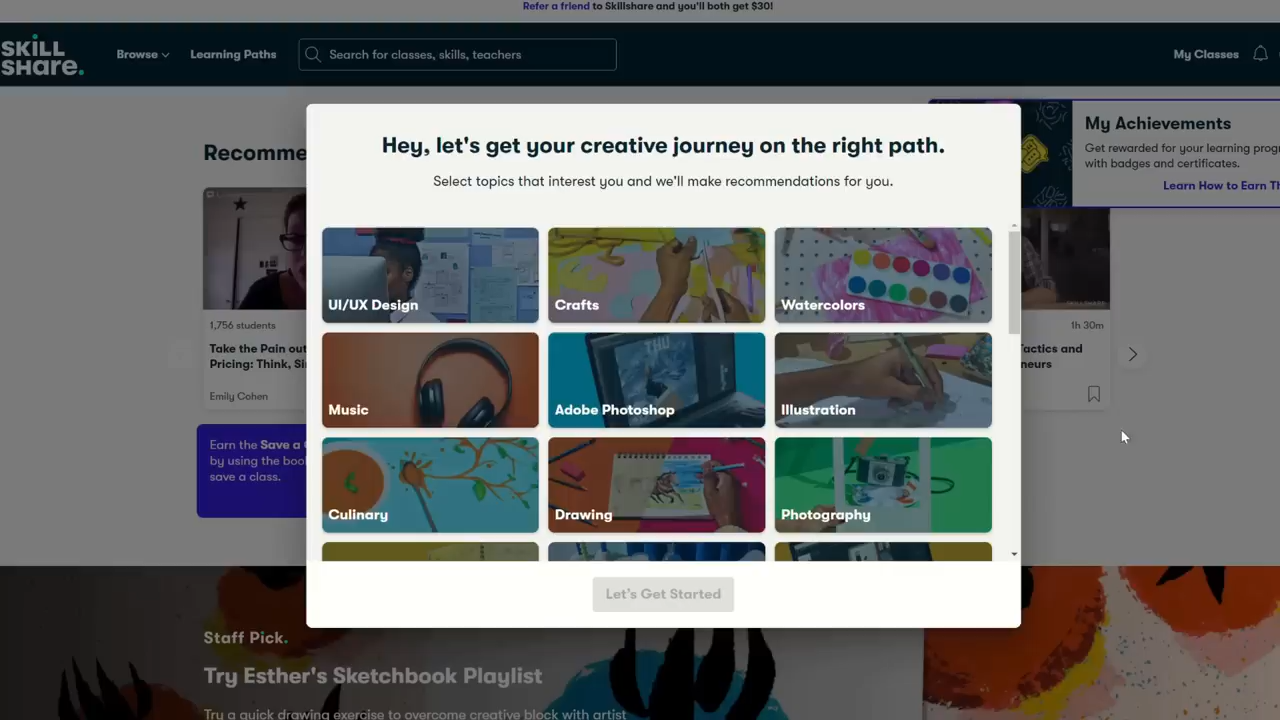 Refer a friend to Skillshare and you'll both get $30!
SKILL
SHARE.
Browse
Learning Paths
Search for classes, skills, teachers
My Classes
Hey, let's get your creative journey on the right path.
Select topics that interest you and we'll make recommendations for you.
My Achievements
Get rewarded for your learning prog
with badges and certificates.
Learn How to Earn Th
Recomme
UI/UX Design
Crafts
Watercolors
1,756 students
1h 30m
Take the Pain out
Pricing: Think, Si
Tactics and
neurs
Emily Cohen
Music
Adobe Photoshop
Illustration
Earn the Save a
by using the boo
save a class.
Culinary
Drawing
Photography
Let's Get Started
Staff Pick.
Try Esther's Sketchbook Playlist
Try a quick drawing exercise to overcome creative block with artist